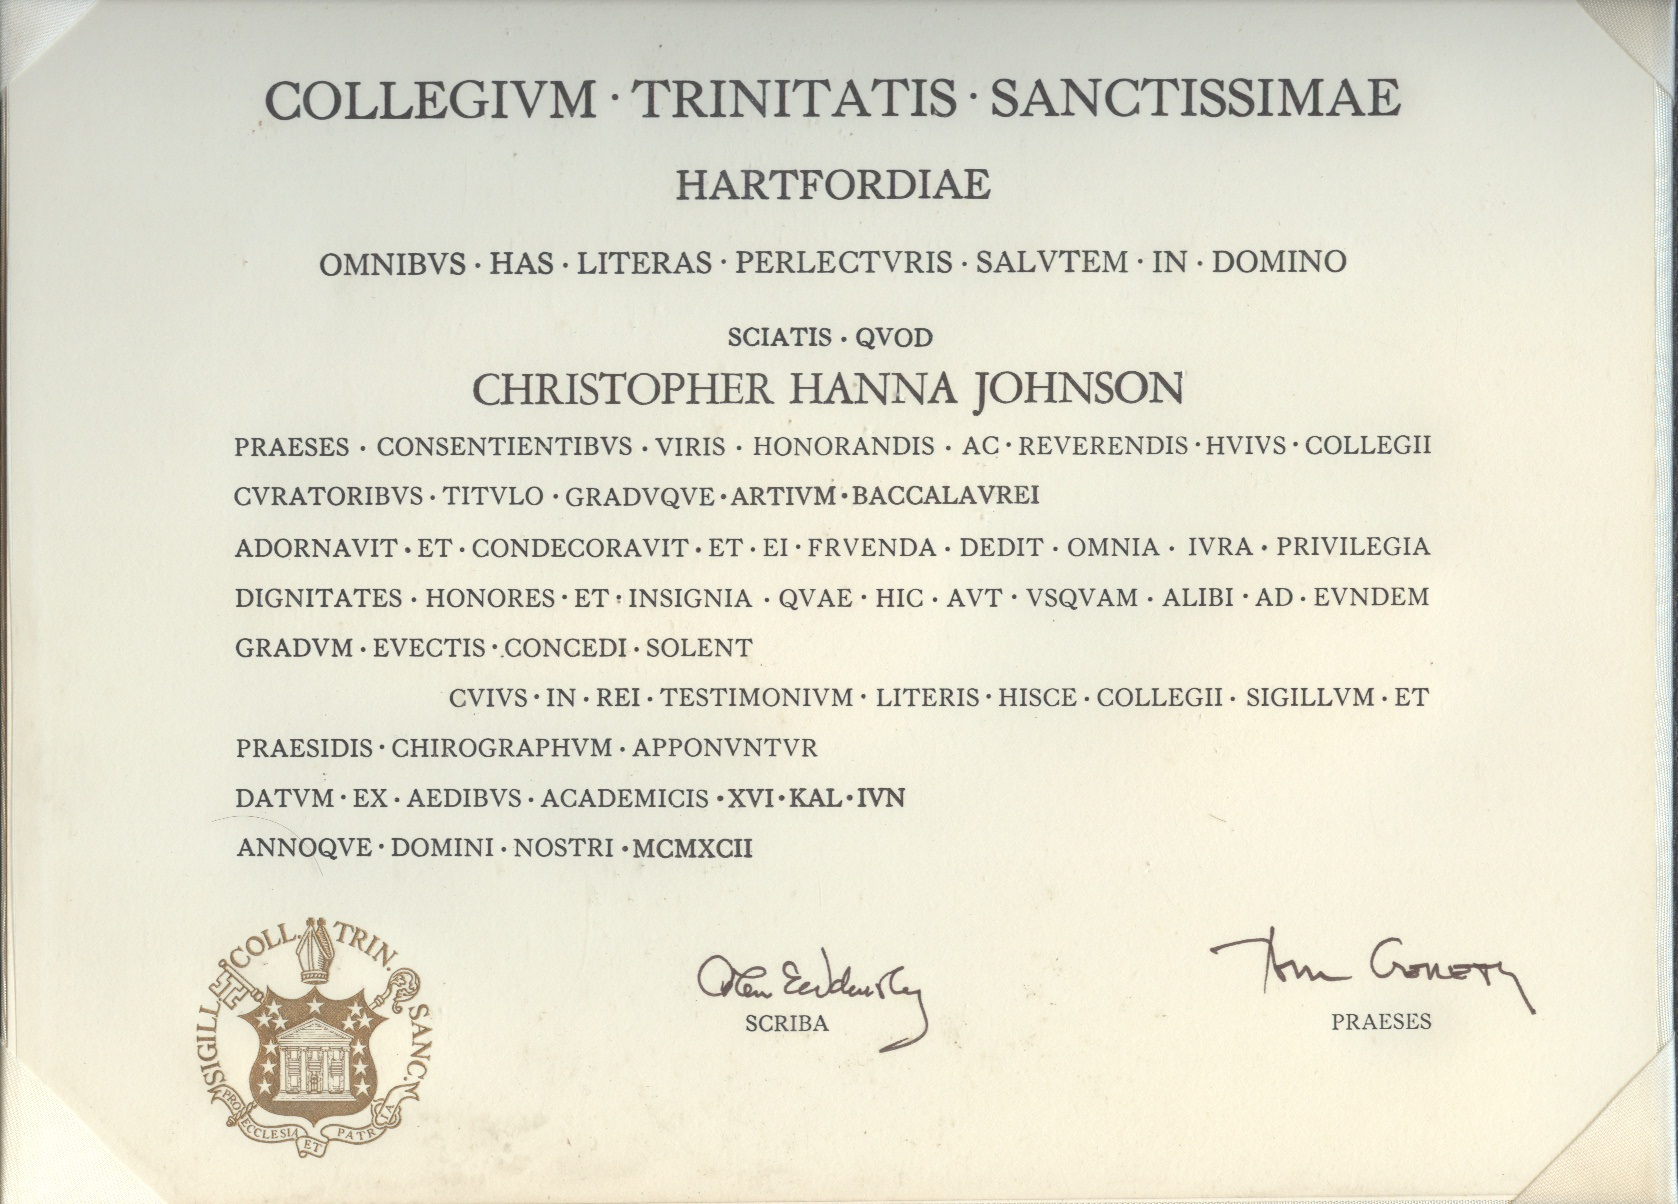 COLLEGIVM · TRINITATIS · SANCTISSIMAE
HARTFORDIAE
OMNIBVS · HAS · LITERAS · PERLECTVRIS · SALVTEM · IN · DOMINO
SCIATIS · QVOD
CHRISTOPHER HANNA JOHNSON
PRAESES · CONSENTIENTIBVS · VIRIS · HONORANDIS · AC · REVERENDIS · HVIVS · COLLEGII
CVRATORIBVS · TITVLO · GRADVQVE · ARTIVM · BACCALAVREI
ADORNAVIT · ET · CONDECORAVIT · ET · EI · FRVENDA · DEDIT · OMNIA · IVRA · PRIVILEGIA
DIGNITATES · HONORES · ET · INSIGNIA · QVAE · HIC · AVT · VSQVAM · ALIBI · AD · EVNDEM
GRADVM · EVECTIS · CONCEDI · SOLENT
CVIVS · IN · REI · TESTIMONIVM · LITERIS · HISCE · COLLEGII · SIGILLVM · ET
PRAESIDIS · CHIROGRAPHVM · APPONVNTVR
DATVM · EX · AEDIBVS · ACADEMICIS · XVI · KAL · IVN
ANNOQVE · DOMINI · NOSTRI · MCMXCII
SIGILL COLL. TRIN. SANC.
PRO ECCLESIA ET PATRIA
SCRIBA
Tom Gerety
PRAESES